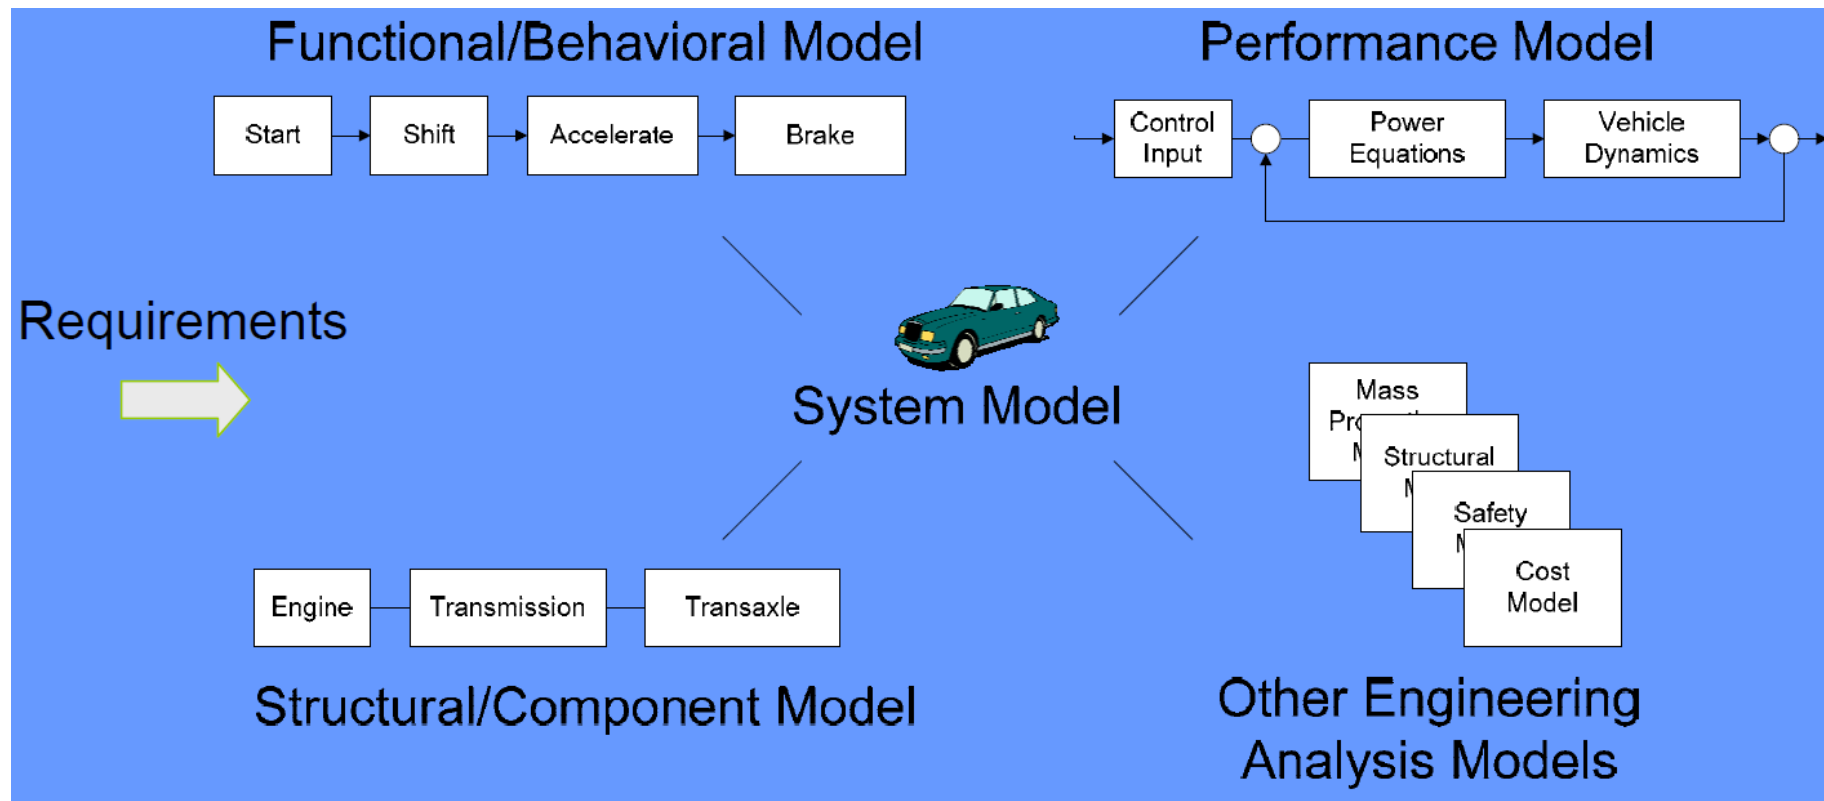 Functional/Behavioral Model
Start
Shift
Accelerate
Brake
Performance Model
Control
Input
Power
Equations
Vehicle
Dynamics
Requirements
System Model
Mass
Structural
Safety
Cost
Model
Engine
Transmission
Transaxle
Structural/Component Model
Other Engineering
Analysis Models